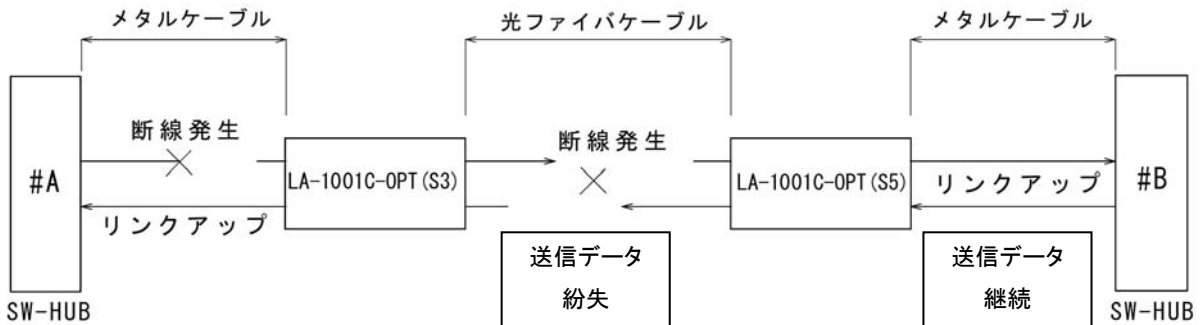 メタルケーブル
光ファイバケーブル
メタルケーブル
断線発生
断線発生
#A
LA-1001C-OPT(S3)
LA-1001C-OPT(S5)
#B
リンクアップ
リンクアップ
送信データ
紛失
送信データ
継続
SW-HUB
SW-HUB